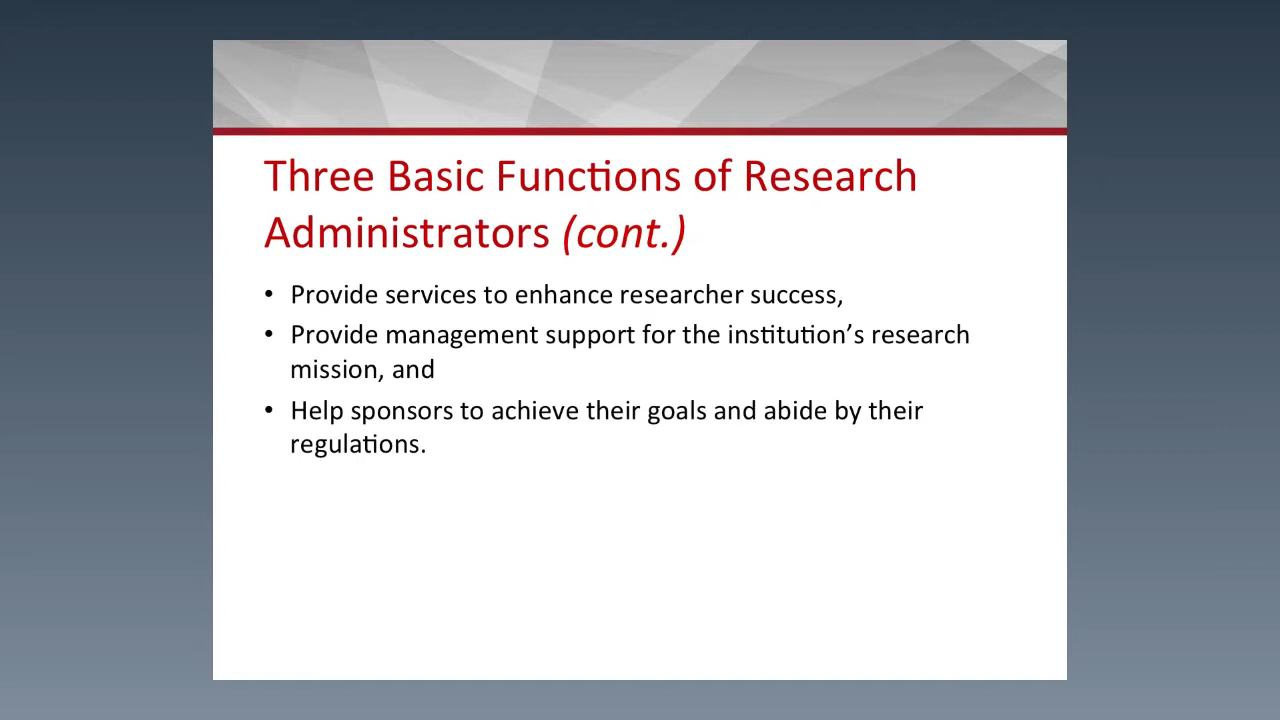 Three Basic Functions of Research
Administrators (cont.)
• Provide services to enhance researcher success,
• Provide management support for the institution’s research
mission, and
• Help sponsors to achieve their goals and abide by their
regulations.